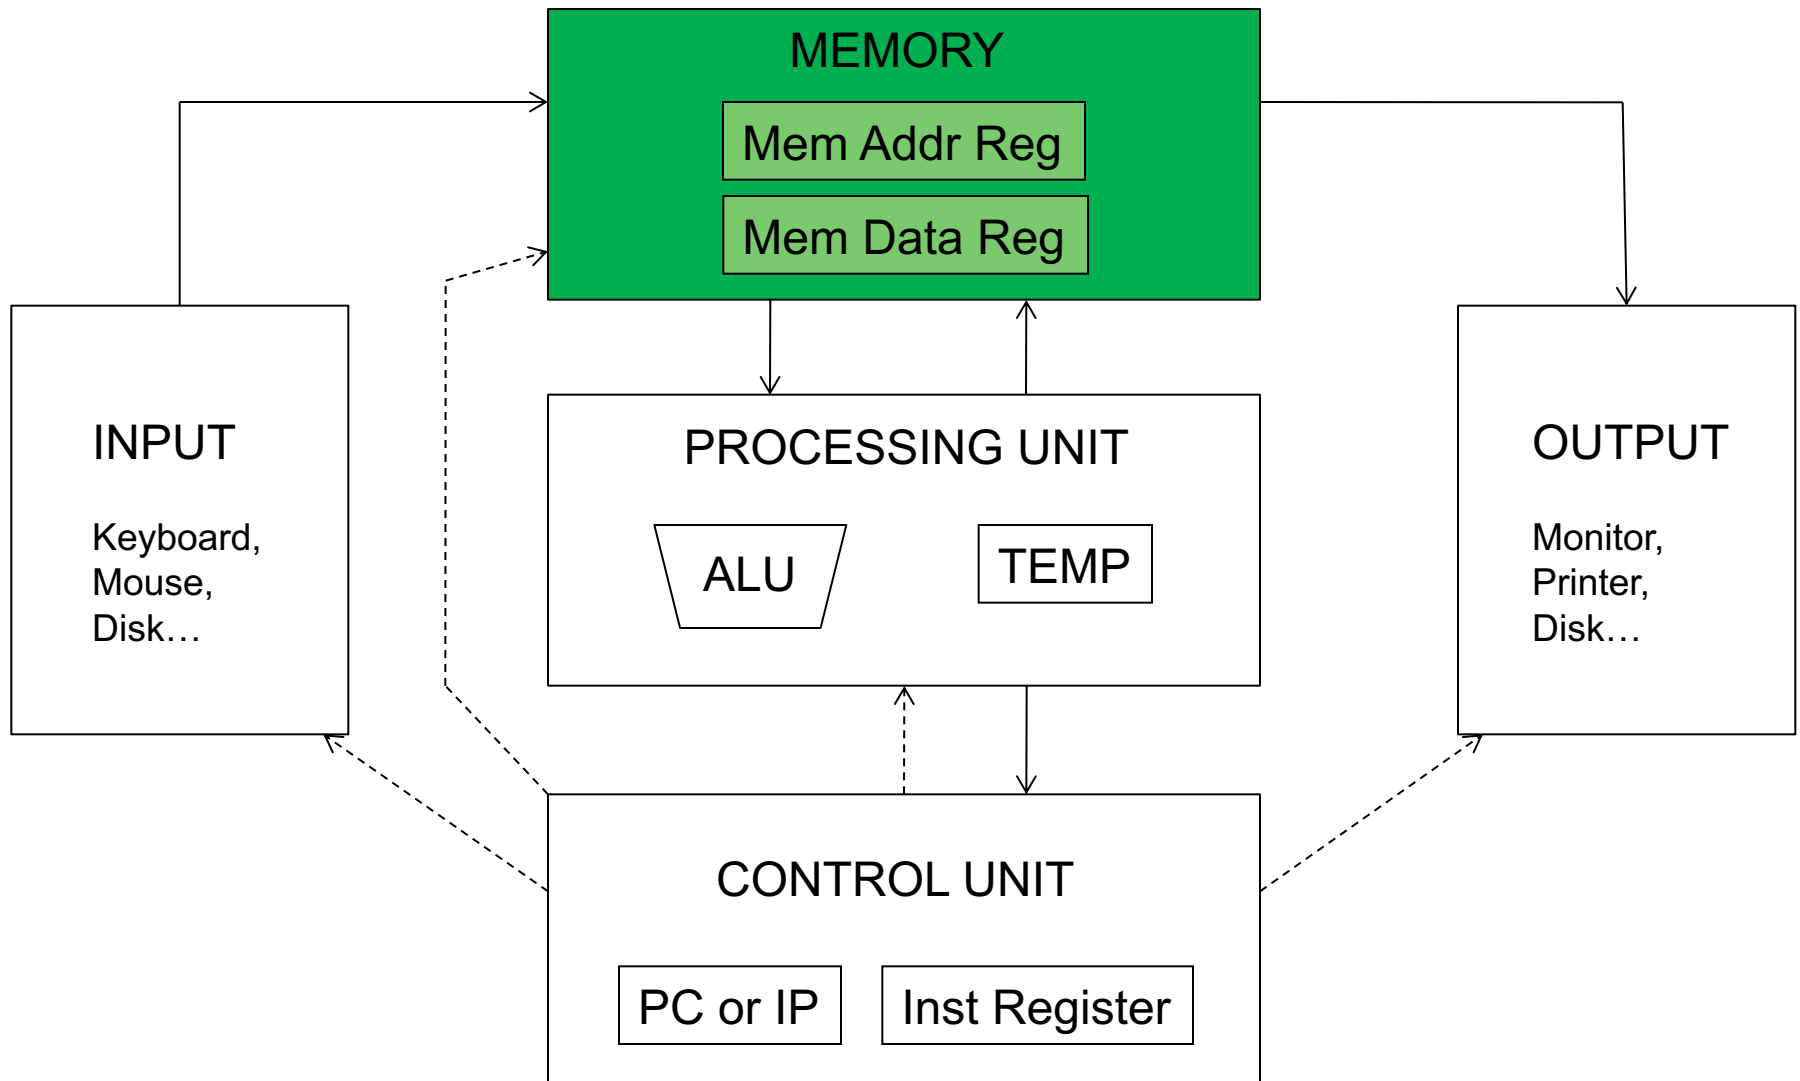 MEMORY
Mem Addr Reg
Mem Data Reg
INPUT
Keyboard,
Mouse,
Disk…
PROCESSING UNIT
ALU
TEMP
OUTPUT
Monitor,
Printer,
Disk…
CONTROL UNIT
PC or IP
Inst Register